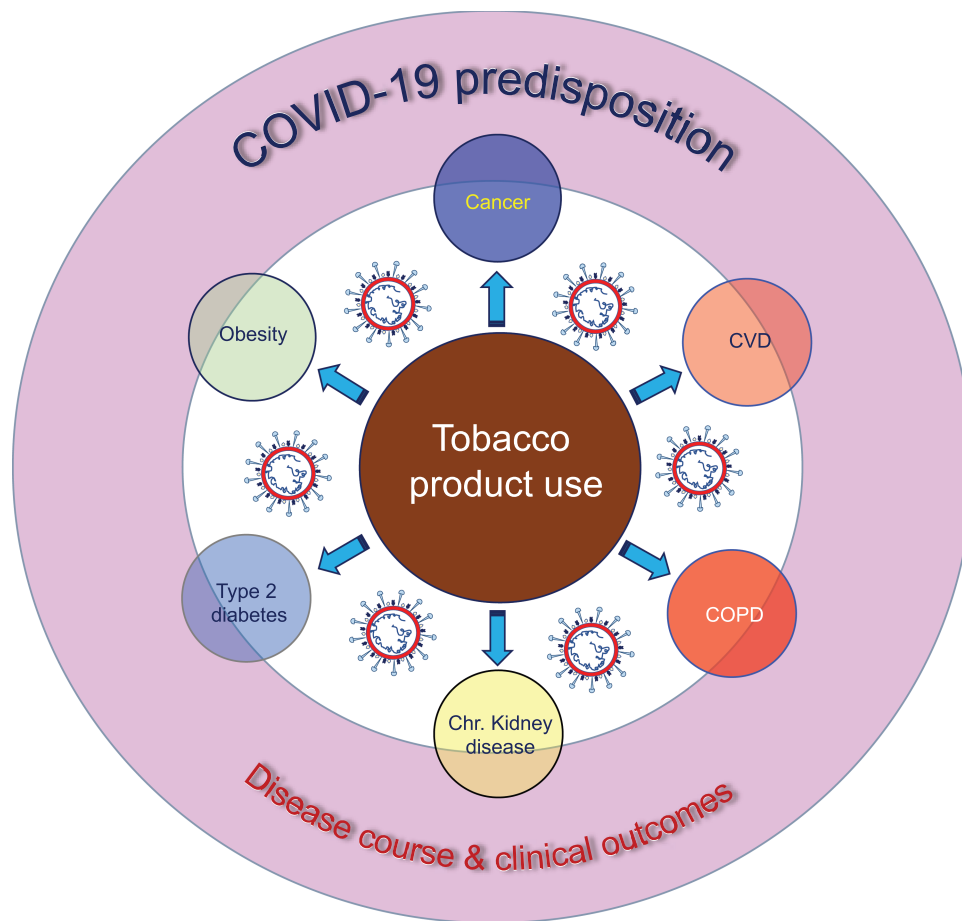 COVID-19 predisposition
Cancer
Obesity
CVD
Tobacco
product use
Type 2
diabetes
COPD
Chr. Kidney
disease
Disease course & clinical outcomes